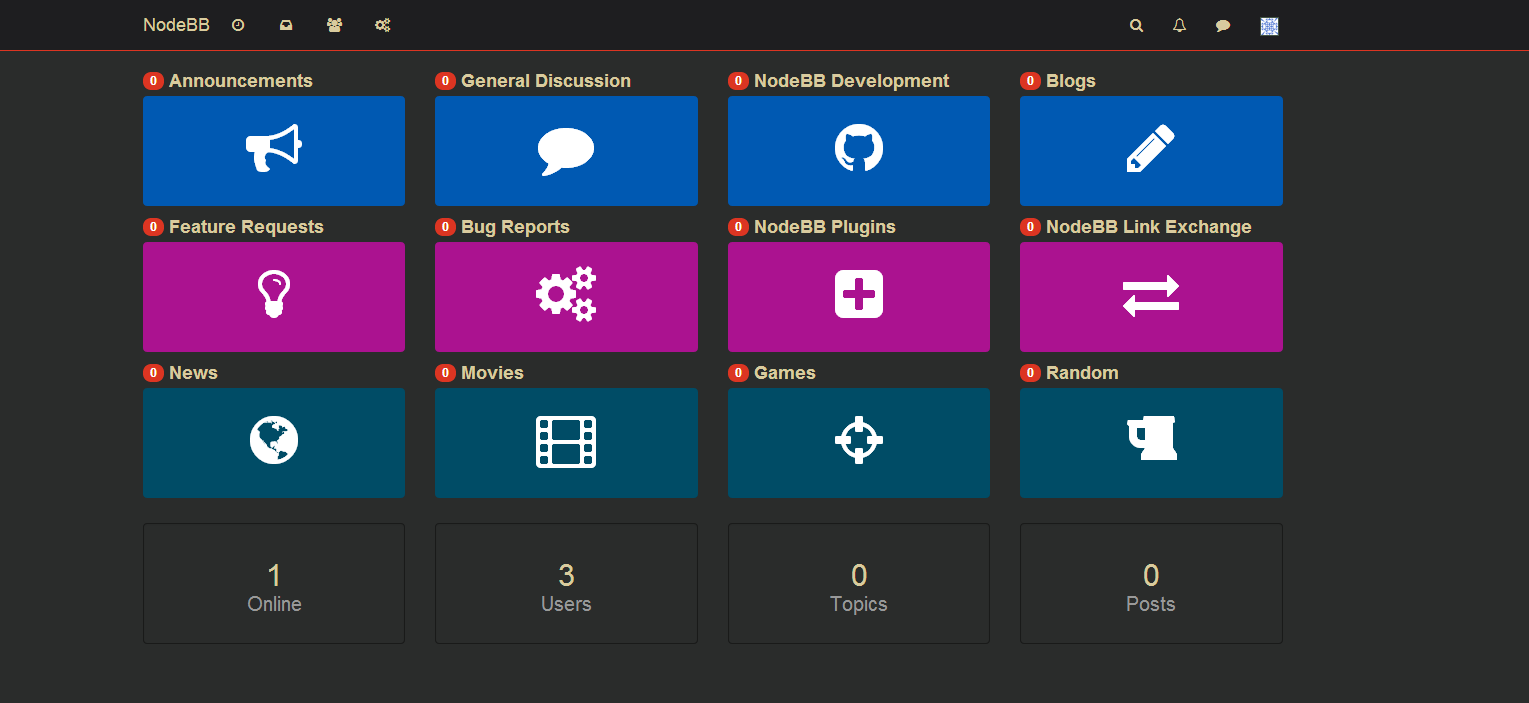 NodeBB
0 Announcements
0 General Discussion
0 NodeBB Development
0 Blogs
0 Feature Requests
0 Bug Reports
0 NodeBB Plugins
0 NodeBB Link Exchange
0 News
0 Movies
0 Games
0 Random
1
Online
3
Users
0
Topics
0
Posts